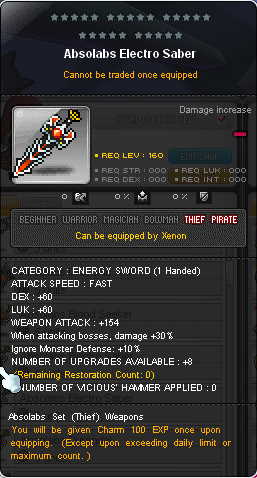 Absolabs Electro Saber
Cannot be traded once equipped
Damage increase
REQ LEV : 160
REQ STR : 000
REQ LUK : 000
REQ DEX : 000
REQ INT : 000
0
0 %
0
BEGINNER WARRIOR MAGICIAN BOWMAN THIEF PIRATE
Can be equipped by Xenon
CATEGORY : ENERGY SWORD (1 Handed)
ATTACK SPEED : FAST
DEX : +60
LUK : +60
WEAPON ATTACK : +154
When attacking bosses, damage +30%
Ignore Monster Defense: +10%
NUMBER OF UPGRADES AVAILABLE : +8
(Remaining Restoration Count: 0)
NUMBER OF VICIOUS' HAMMER APPLIED : 0
Absolabs Set (Thief) Weapons
You will be given Charm 100 EXP once upon
equipping. (Except upon exceeding daily limit or
maximum count. )